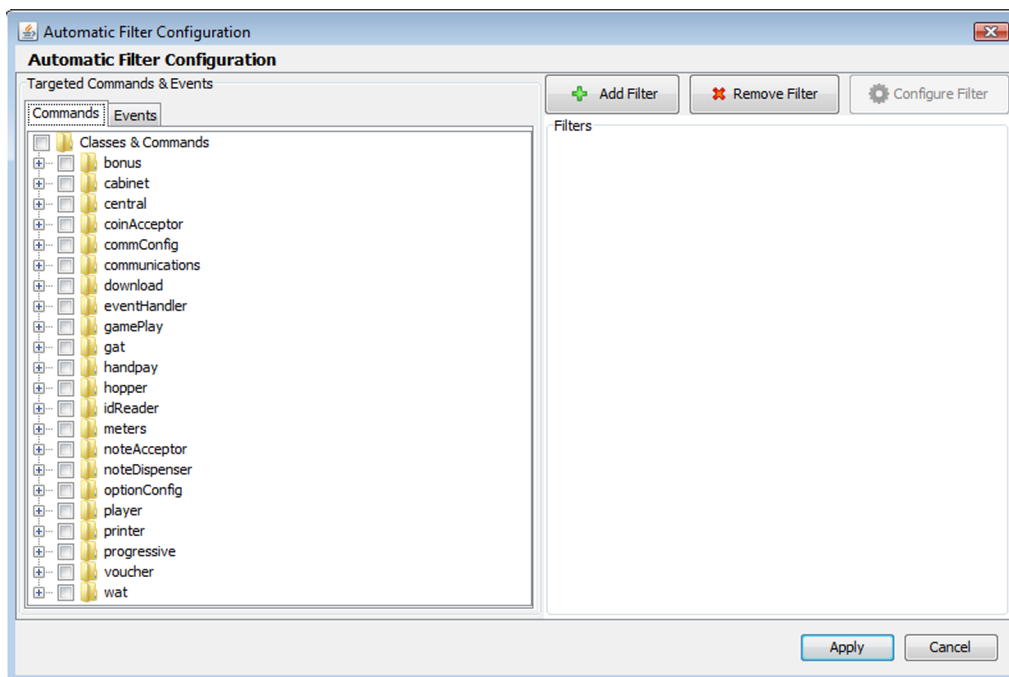 Automatic Filter Configuration
Automatic Filter Configuration
Targeted Commands & Events
Commands Events
Classes & Commands
bonus
cabinet
central
coinAcceptor
commConfig
communications
download
eventHandler
gamePlay
gat
handpay
hopper
idReader
meters
noteAcceptor
noteDispenser
optionConfig
player
printer
progressive
voucher
wat
Add Filter Remove Filter Configure Filter
Filters
Apply Cancel